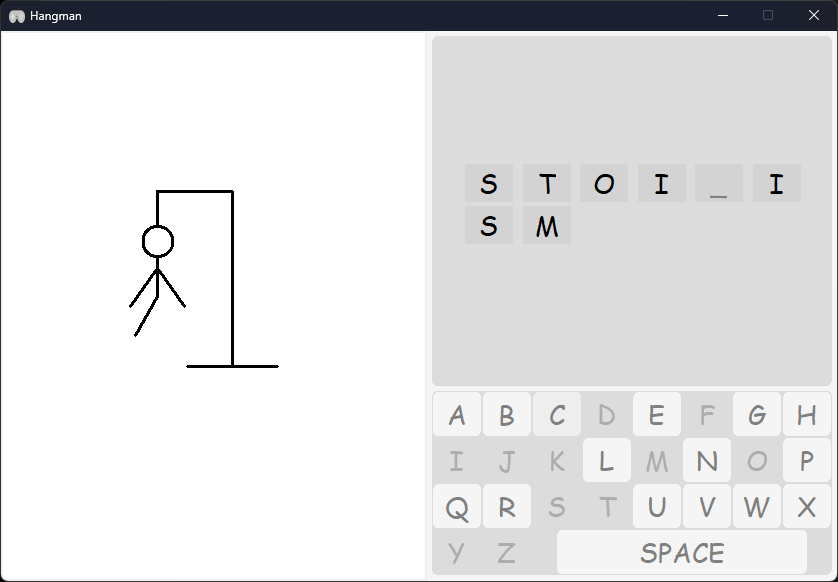 Hangman
S T O I _ I
S M
A B C D E F G H
I J K L M N O P
Q R S T U V W X
Y Z SPACE